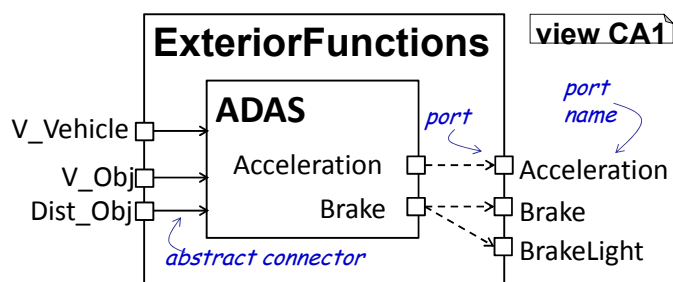 ExteriorFunctions
view CA1
ADAS
port
port
name
V_Vehicle
Acceleration
Acceleration
V_Obj
Dist_Obj
Brake
Brake
abstract connector
BrakeLight